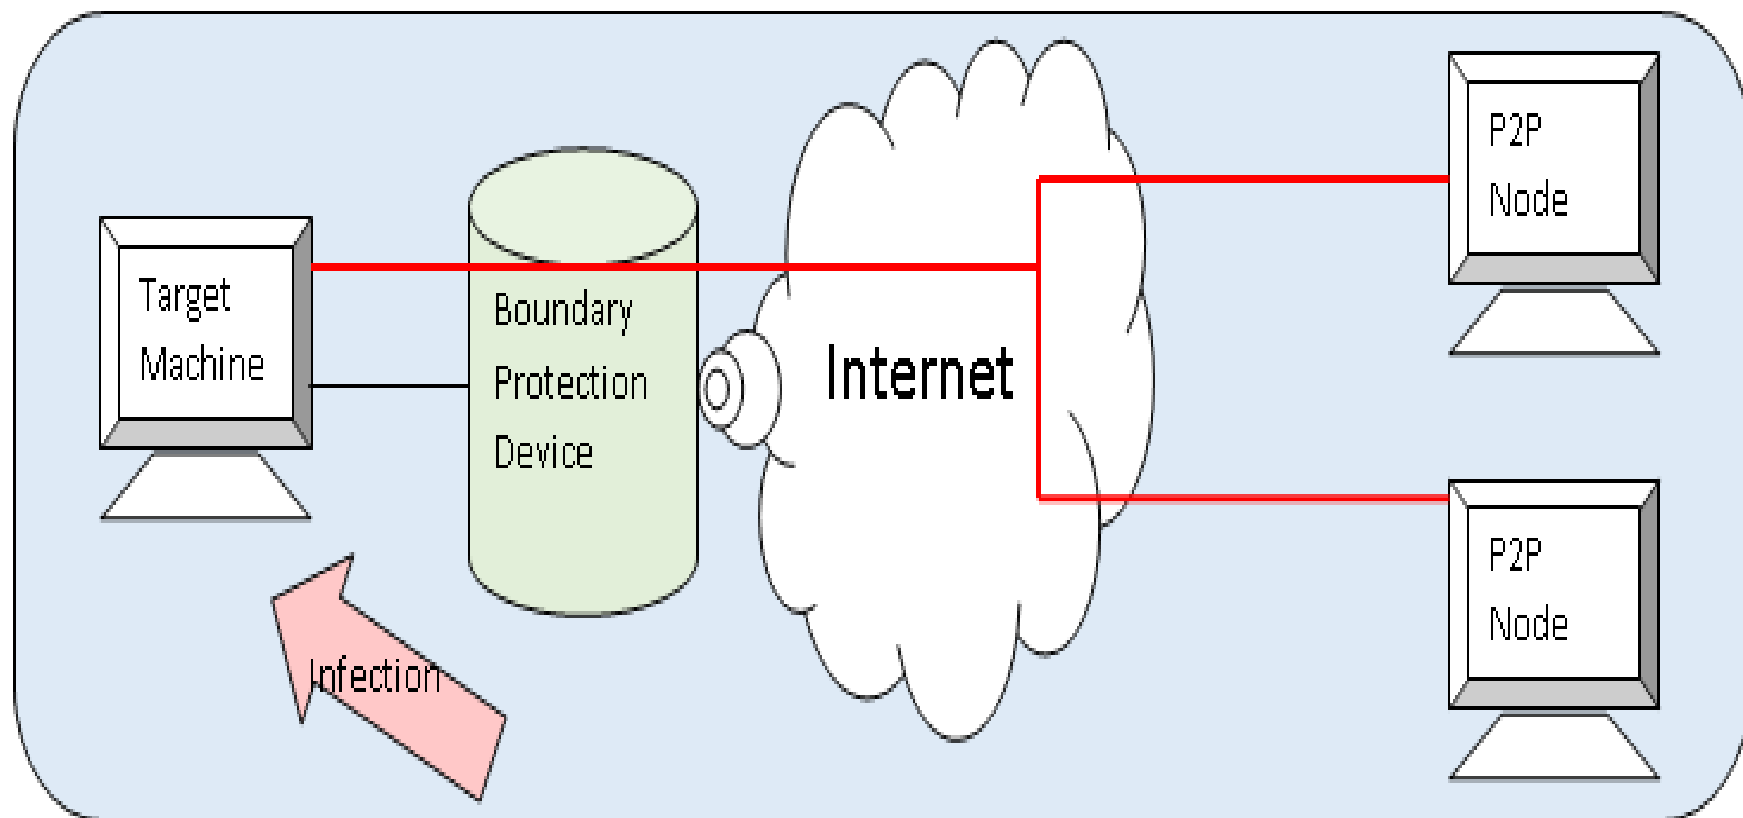 Target
Machine
Boundary
Protection
Device
Internet
P2P
Node
P2P
Node
Infection